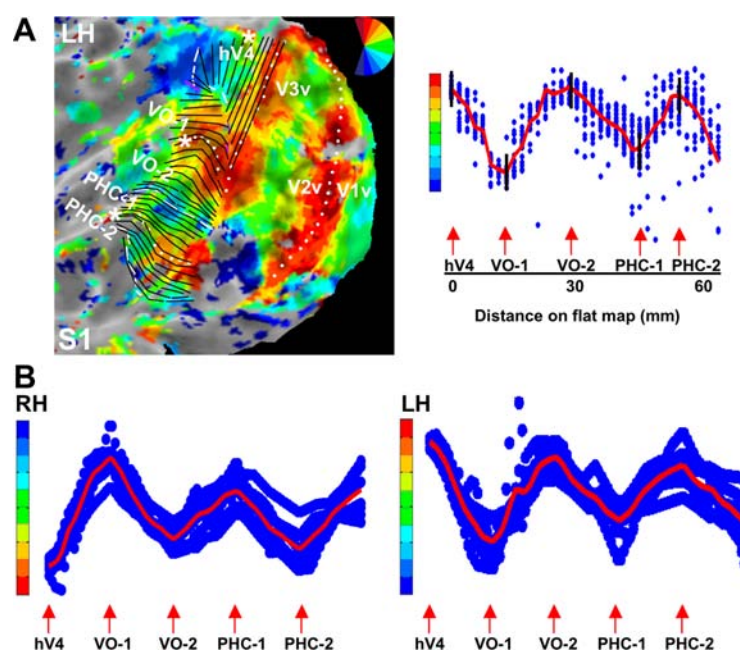 A
LH
hV4
VO-1
VO-2
PHC-1
PHC-2
V3v
V2v
V1v
S1
hV4 VO-1 VO-2 PHC-1 PHC-2
0 30 60
Distance on flat map (mm)
B
RH
hV4 VO-1 VO-2 PHC-1 PHC-2
LH
hV4 VO-1 VO-2 PHC-1 PHC-2